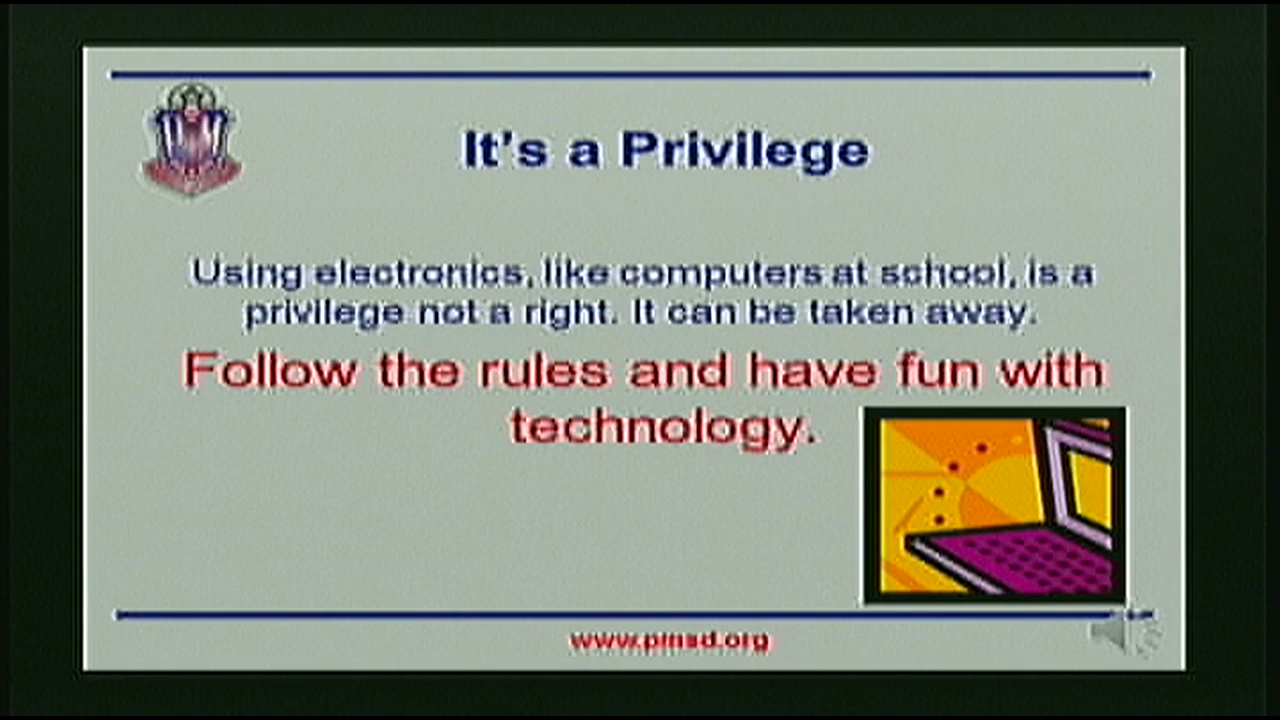 It's a Privilege
Using electronics, like computers at school, is a
privilege not a right. It can be taken away.
Follow the rules and have fun with
technology.
www.pmsd.org